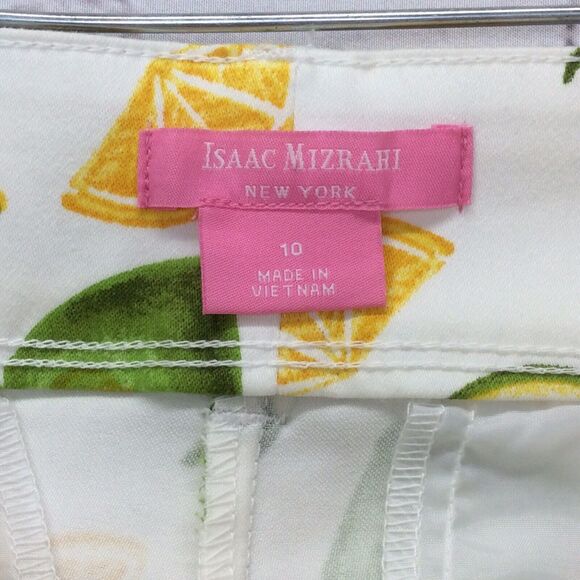 ISAAC MIZRAHI
NEW YORK
10
MADE IN
VIETNAM